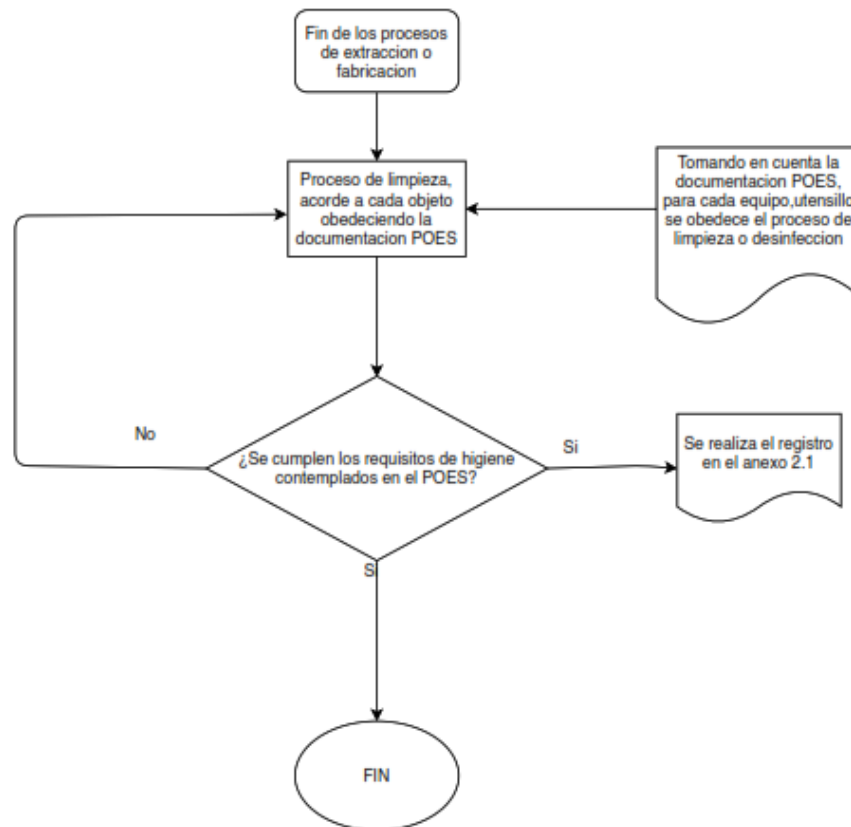 Fin de los procesos
de extraccion o
fabricacion
Proceso de limpieza,
acorde a cada objeto
obedeciendo la
documentacion POES
Tomando en cuenta la
documentacion POES,
para cada equipo,utensillo
se obedece el proceso de
limpieza o desinfeccion
No
¿Se cumplen los requisitos de higiene
contemplados en el POES?
Si
Se realiza el registro
en el anexo 2.1
Si
FIN